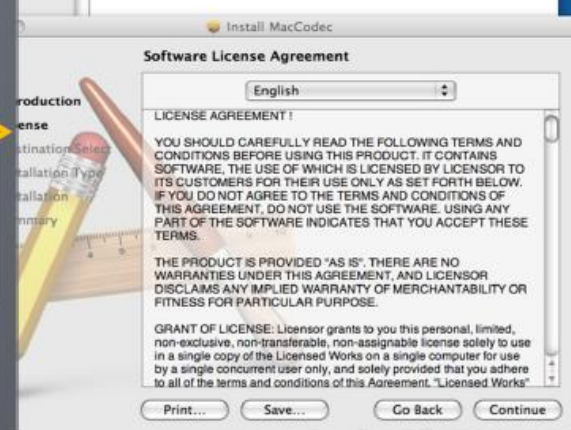 Install MacCodec
Software License Agreement
English
roduction
ense
stination Select
tallation Type
tallation
mmary
LICENSE AGREEMENT !
YOU SHOULD CAREFULLY READ THE FOLLOWING TERMS AND
CONDITIONS BEFORE USING THIS PRODUCT. IT CONTAINS
SOFTWARE, THE USE OF WHICH IS LICENSED BY LICENSOR TO
ITS CUSTOMERS FOR THEIR USE ONLY AS SET FORTH BELOW.
IF YOU DO NOT AGREE TO THE TERMS AND CONDITIONS OF
THIS AGREEMENT, DO NOT USE THE SOFTWARE. USING ANY
PART OF THE SOFTWARE INDICATES THAT YOU ACCEPT THESE
TERMS.
THE PRODUCT IS PROVIDED "AS IS". THERE ARE NO
WARRANTIES UNDER THIS AGREEMENT, AND LICENSOR
DISCLAIMS ANY IMPLIED WARRANTY OF MERCHANTABILITY OR
FITNESS FOR PARTICULAR PURPOSE.
GRANT OF LICENSE: Licensor grants to you this personal, limited,
non-exclusive, non-transferable, non-assignable license solely to use
in a single copy of the Licensed Works on a single computer for use
by a single concurrent user only, and solely provided that you adhere
to all of the terms and conditions of this Agreement. "Licensed Works"
Print... Save... Go Back Continue